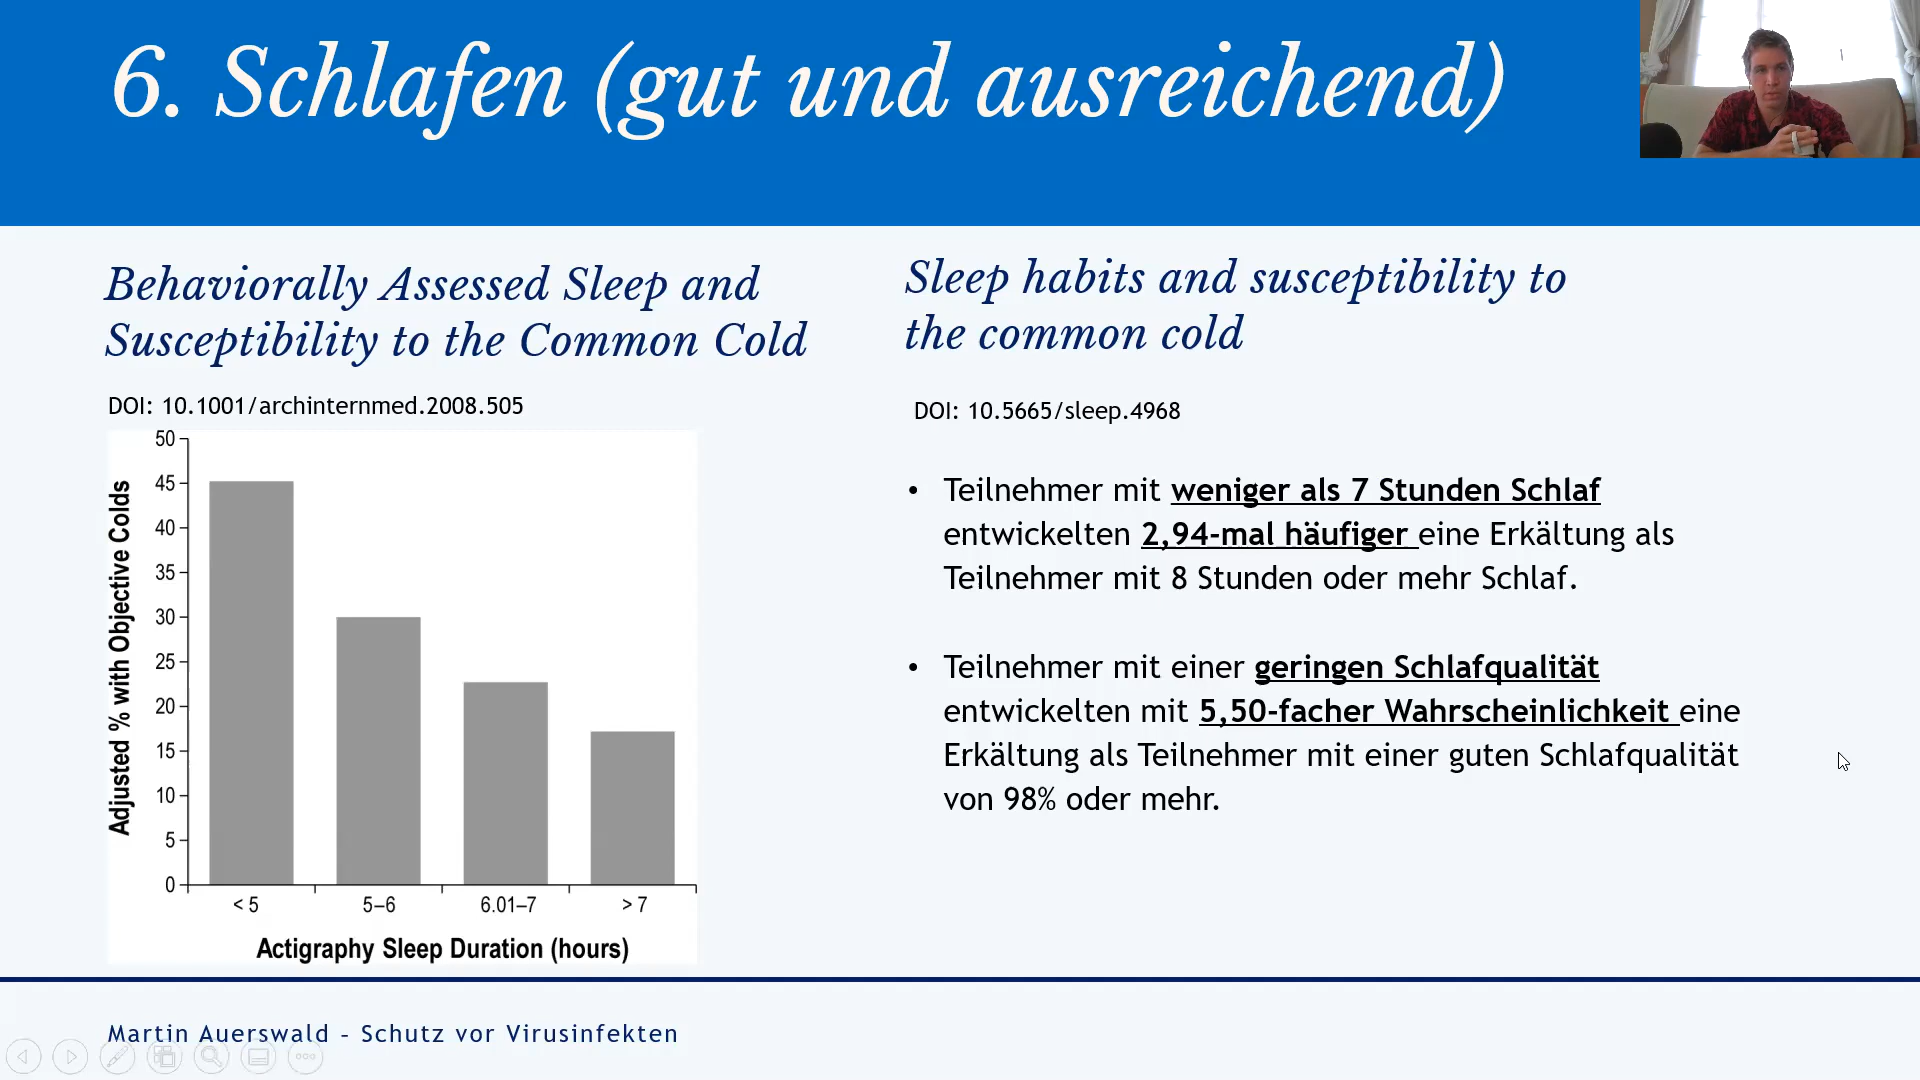 6. Schlafen (gut und ausreichend)
Behaviorally Assessed Sleep and
Susceptibility to the Common Cold
DOI: 10.1001/archinternmed.2008.505
50
45
40
35
30
25
20
15
10
5
0
Adjusted % with Objective Colds
< 5
5–6
6.01–7
> 7
Actigraphy Sleep Duration (hours)
Sleep habits and susceptibility to
the common cold
DOI: 10.5665/sleep.4968
• Teilnehmer mit weniger als 7 Stunden Schlaf
entwickelten 2,94-mal häufiger eine Erkältung als
Teilnehmer mit 8 Stunden oder mehr Schlaf.
• Teilnehmer mit einer geringen Schlafqualität
entwickelten mit 5,50-facher Wahrscheinlichkeit eine
Erkältung als Teilnehmer mit einer guten Schlafqualität
von 98% oder mehr.
Martin Auerswald – Schutz vor Virusinfekten